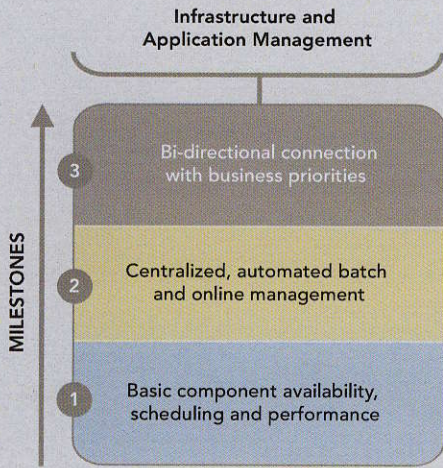 Infrastructure and
Application Management
MILESTONES
3
Bi-directional connection
with business priorities
2
Centralized, automated batch
and online management
1
Basic component availability,
scheduling and performance